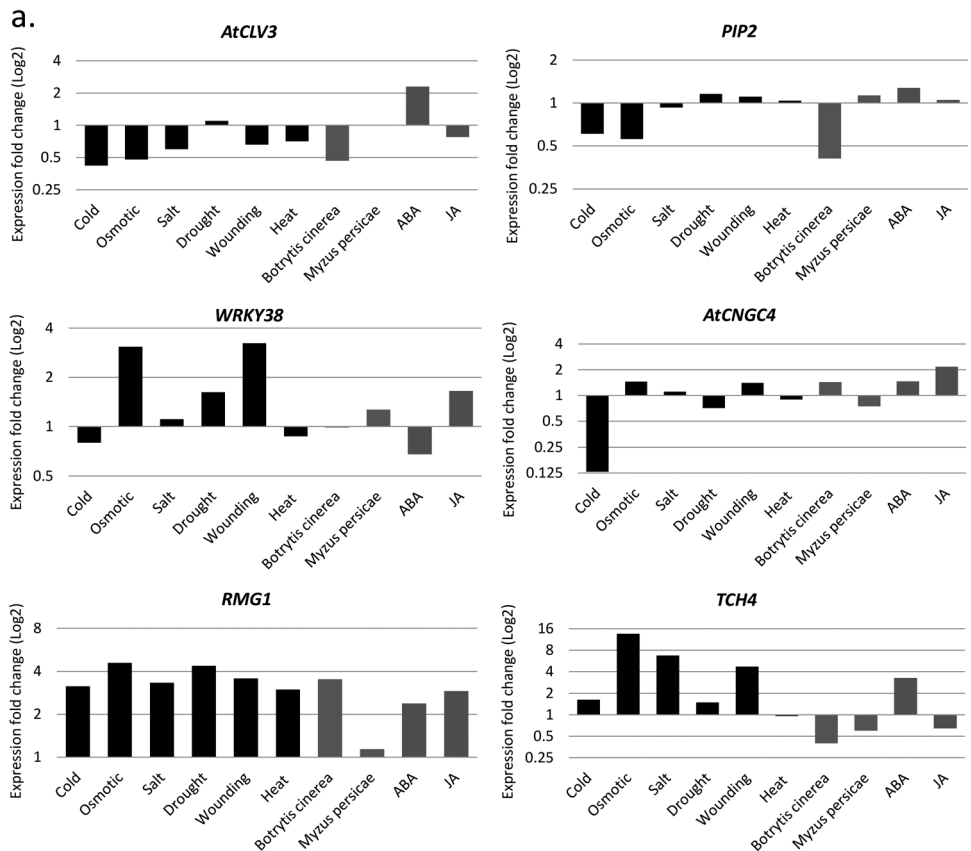 a.
AtCLV3
Expression fold change (Log2)
4
2
1
0.5
0.25
Cold
Osmotic
Salt
Drought
Wounding
Heat
Botrytis cinerea
Myzus persicae
ABA
JA
PIP2
Expression fold change (Log2)
2
1
0.5
0.25
Cold
Osmotic
Salt
Drought
Wounding
Heat
Botrytis cinerea
Myzus persicae
ABA
JA
WRKY38
Expression fold change (Log2)
4
2
1
0.5
Cold
Osmotic
Salt
Drought
Wounding
Heat
Botrytis cinerea
Myzus persicae
ABA
JA
AtCNGC4
Expression fold change (Log2)
4
2
1
0.5
0.25
0.125
Cold
Osmotic
Salt
Drought
Wounding
Heat
Botrytis cinerea
Myzus persicae
ABA
JA
RMG1
Expression fold change (Log2)
8
4
2
1
Cold
Osmotic
Salt
Drought
Wounding
Heat
Botrytis cinerea
Myzus persicae
ABA
JA
TCH4
Expression fold change (Log2)
16
8
4
2
1
0.5
0.25
Cold
Osmotic
Salt
Drought
Wounding
Heat
Botrytis cinerea
Myzus persicae
ABA
JA